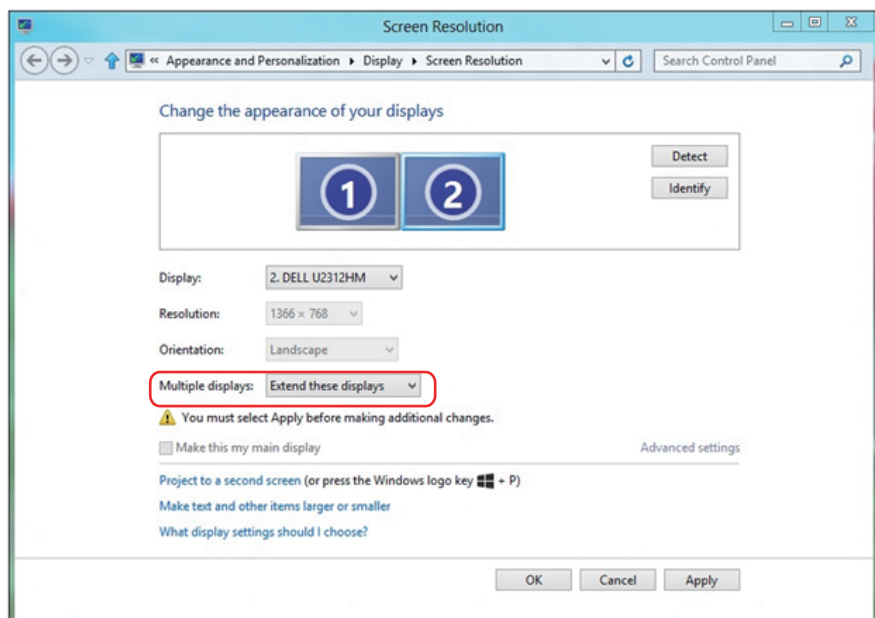 Screen Resolution
« Appearance and Personalization ▸ Display ▸ Screen Resolution
Search Control Panel
Change the appearance of your displays
1 2
Detect
Identify
Display: 2. DELL U2312HM
Resolution: 1366 × 768
Orientation: Landscape
Multiple displays: Extend these displays
You must select Apply before making additional changes.
Make this my main display Advanced settings
Project to a second screen (or press the Windows logo key + P)
Make text and other items larger or smaller
What display settings should I choose?
OK Cancel Apply